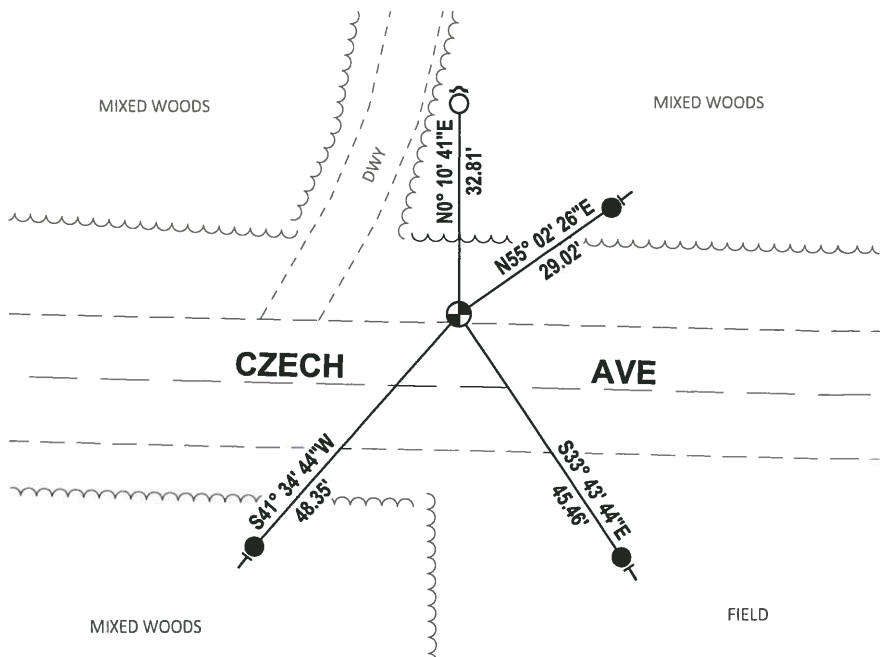 MIXED WOODS
MIXED WOODS
DWY
N0° 10' 41"E
32.81'
N55° 02' 26"E
29.02'
CZECH AVE
S41° 34' 44"W
48.35'
S33° 43' 44"E
45.46'
FIELD
MIXED WOODS